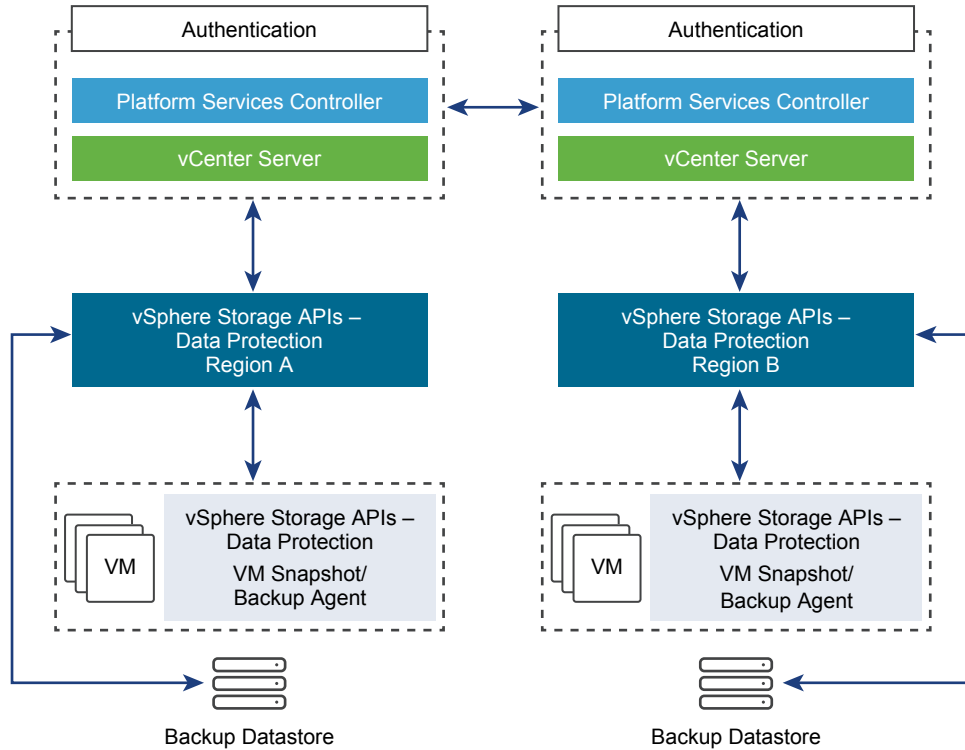 Authentication
Platform Services Controller
vCenter Server
vSphere Storage APIs –
Data Protection
Region A
VM
vSphere Storage APIs –
Data Protection
VM Snapshot/
Backup Agent
Backup Datastore
Authentication
Platform Services Controller
vCenter Server
vSphere Storage APIs –
Data Protection
Region B
VM
vSphere Storage APIs –
Data Protection
VM Snapshot/
Backup Agent
Backup Datastore